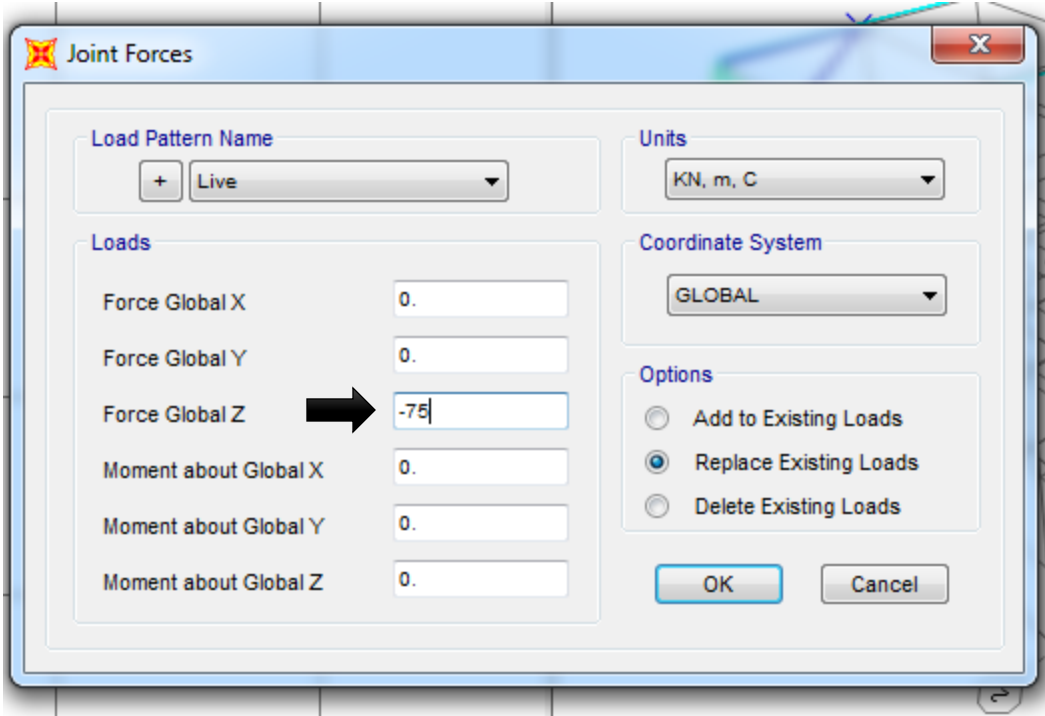 Joint Forces
X
Load Pattern Name
+ Live
Units
KN, m, C
Loads
Force Global X 0.
Force Global Y 0.
Force Global Z -75
Moment about Global X 0.
Moment about Global Y 0.
Moment about Global Z 0.
Coordinate System
GLOBAL
Options
Add to Existing Loads
Replace Existing Loads
Delete Existing Loads
OK Cancel